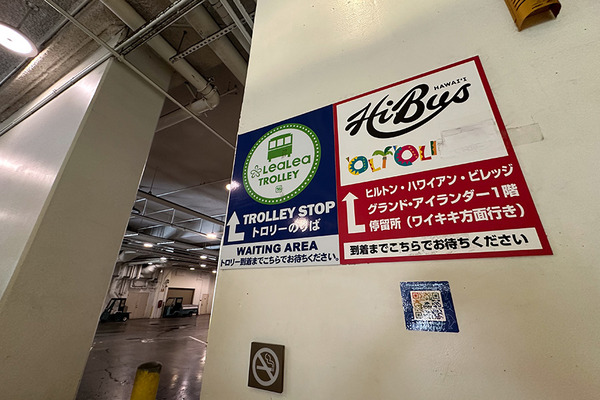 LeaLea
TROLLEY
TROLLEY STOP
トロリーのりば
WAITING AREA
トロリー到着までこちらでお待ちください。
HiBus
HAWAI'I
'OLI'OLI
ヒルトン・ハワイアン・ビレッジ
グランド・アイランダー1階
停留所（ワイキキ方面行き）
到着までこちらでお待ちください